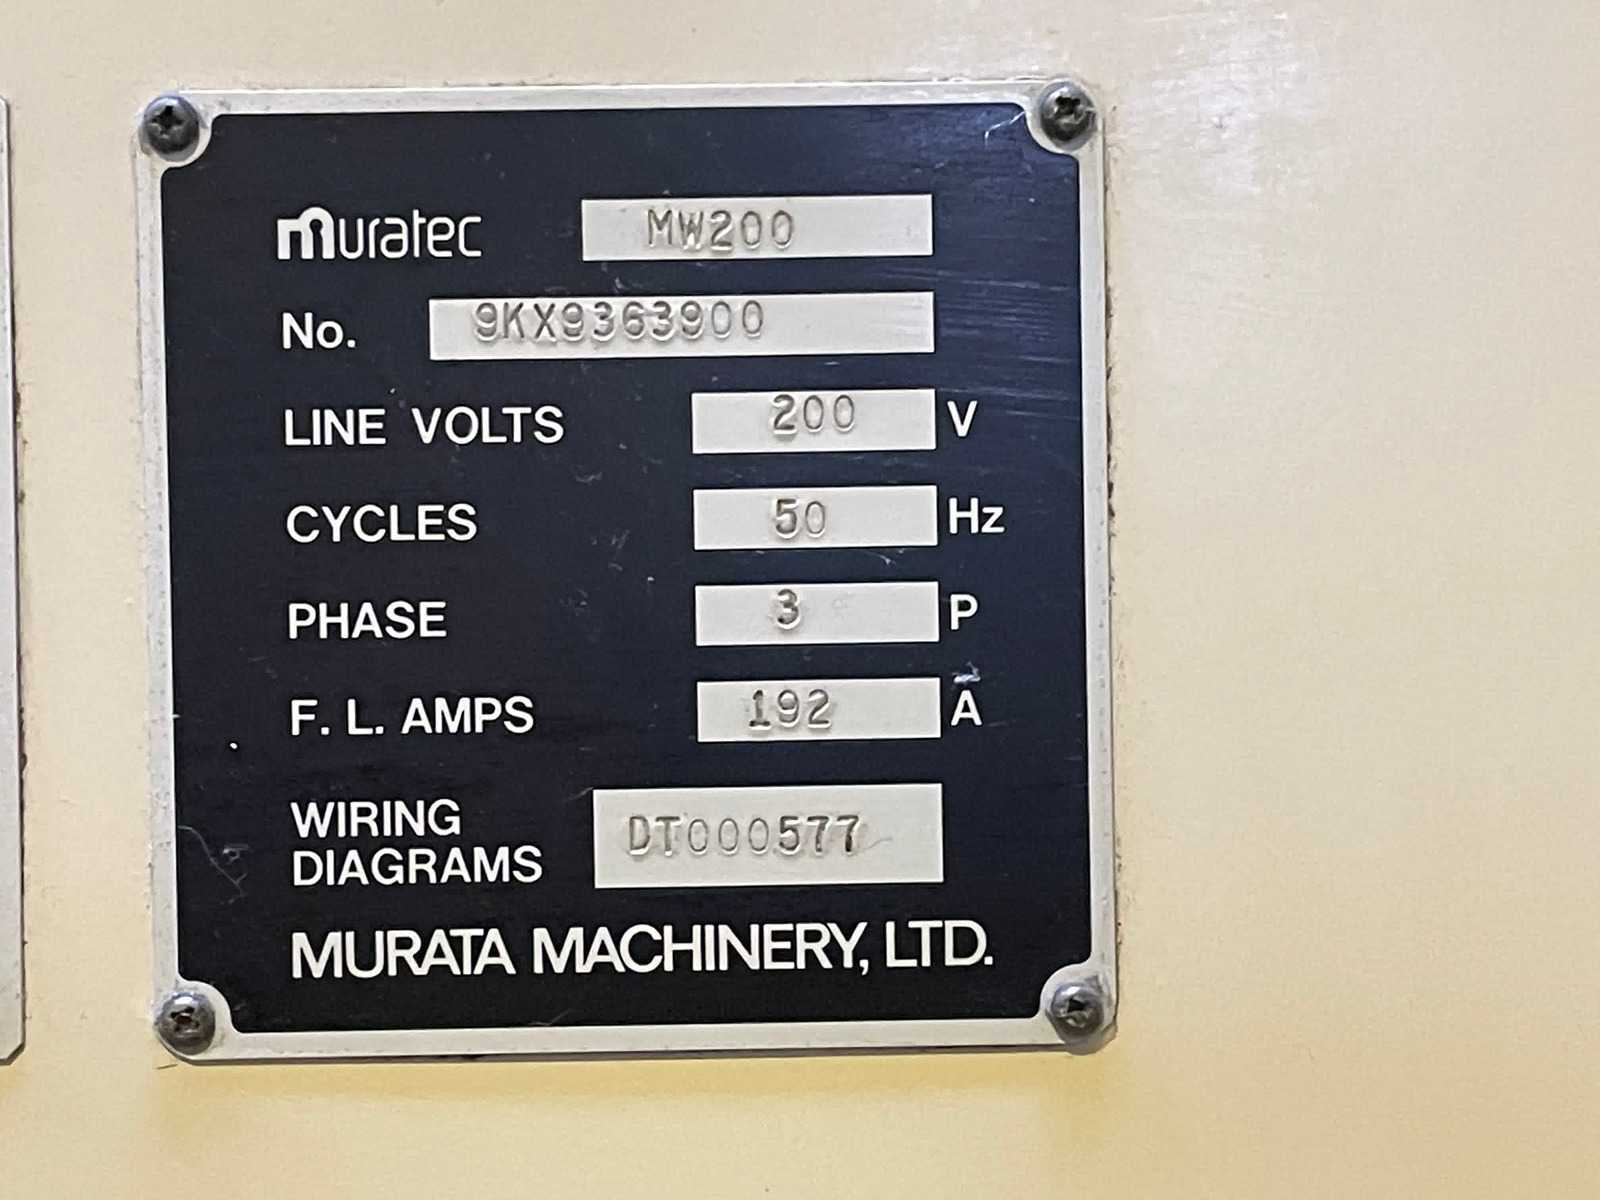 muratec MW200
No. 9KX9363900
LINE VOLTS 200 V
CYCLES 50 Hz
PHASE 3 P
F. L. AMPS 192 A
WIRING
DIAGRAMS DT000577
MURATA MACHINERY, LTD.